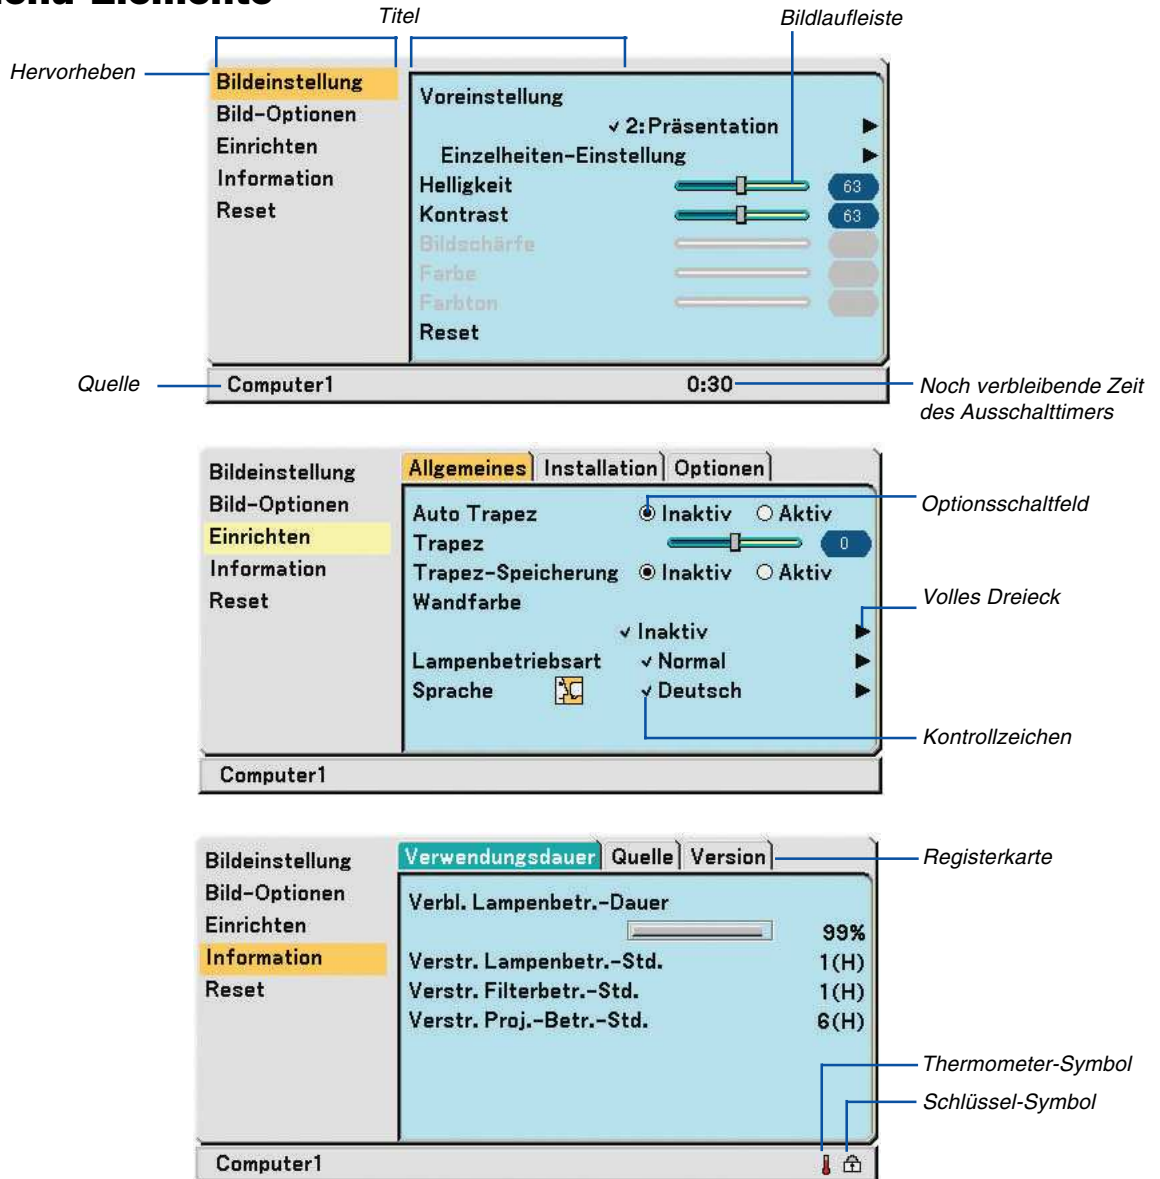 Titel
Bildlaufleiste
Hervorheben
Bildeinstellung
Bild-Optionen
Einrichten
Information
Reset
Voreinstellung
✓ 2:Präsentation ▶
Einzelheiten-Einstellung ▶
Helligkeit 63
Kontrast 63
Bildschärfe
Farbe
Farbton
Reset
Quelle
Computer1
0:30
Noch verbleibende Zeit
des Ausschalttimers
Bildeinstellung
Bild-Optionen
Einrichten
Information
Reset
Allgemeines Installation Optionen
Auto Trapez Inaktiv Aktiv
Trapez 0
Trapez-Speicherung Inaktiv Aktiv
Wandfarbe
✓ Inaktiv ▶
Lampenbetriebsart ✓ Normal ▶
Sprache ✓ Deutsch ▶
Optionsschaltfeld
Volles Dreieck
Kontrollzeichen
Computer1
Bildeinstellung
Bild-Optionen
Einrichten
Information
Reset
Verwendungsdauer Quelle Version
Registerkarte
Verbl. Lampenbetr.-Dauer
99%
Verstr. Lampenbetr.-Std. 1(H)
Verstr. Filterbetr.-Std. 1(H)
Verstr. Proj.-Betr.-Std. 6(H)
Thermometer-Symbol
Schlüssel-Symbol
Computer1